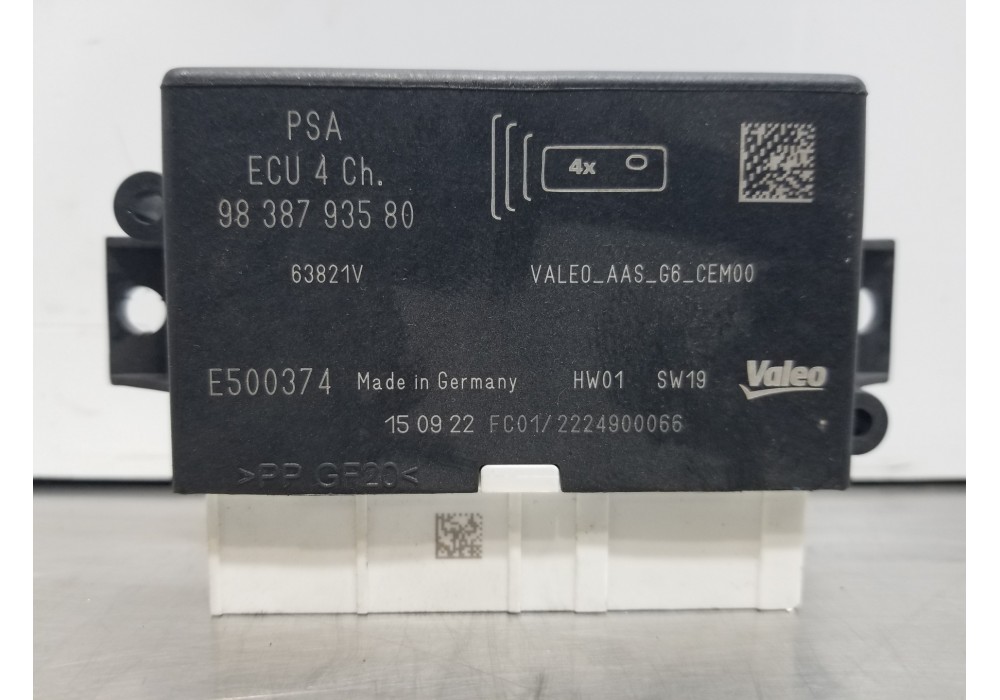 PSA
ECU 4 Ch.
98 387 935 80
4x
63821V
VALEO_AAS_G6_CEM00
E500374 Made in Germany HW01 SW19 Valeo
15 09 22 FC01/2224900066
>PP GF20<